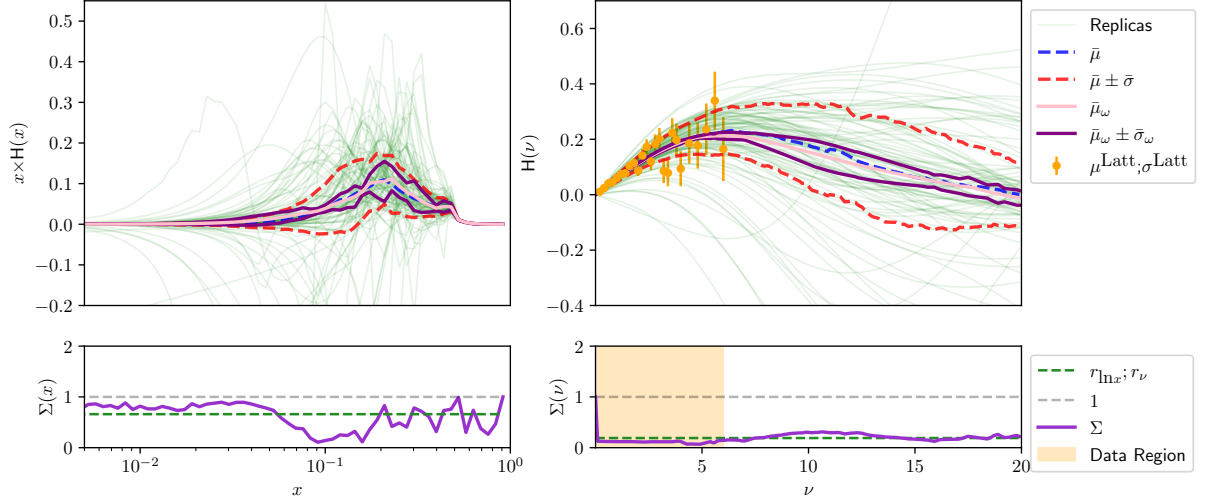 0.5
0.4
0.3
0.2
0.1
0.0
−0.1
−0.2
x×H(x)
0.6
0.4
0.2
0.0
−0.2
−0.4
H(ν)
Replicas
μ̄
μ̄ ± σ̄
μ̄_ω
μ̄_ω ± σ̄_ω
μ^Latt;σ^Latt
2
1
0
Σ(x)
10^−2
10^−1
10^0
x
2
1
0
Σ(ν)
5
10
15
20
ν
r_lnx; r_ν
1
Σ
Data Region